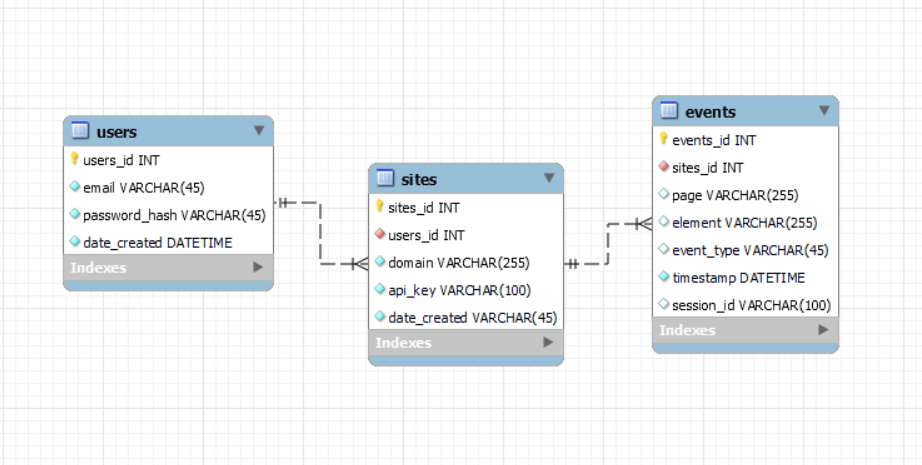 users
users_id INT
email VARCHAR(45)
password_hash VARCHAR(45)
date_created DATETIME
Indexes
sites
sites_id INT
users_id INT
domain VARCHAR(255)
api_key VARCHAR(100)
date_created VARCHAR(45)
Indexes
events
events_id INT
sites_id INT
page VARCHAR(255)
element VARCHAR(255)
event_type VARCHAR(45)
timestamp DATETIME
session_id VARCHAR(100)
Indexes